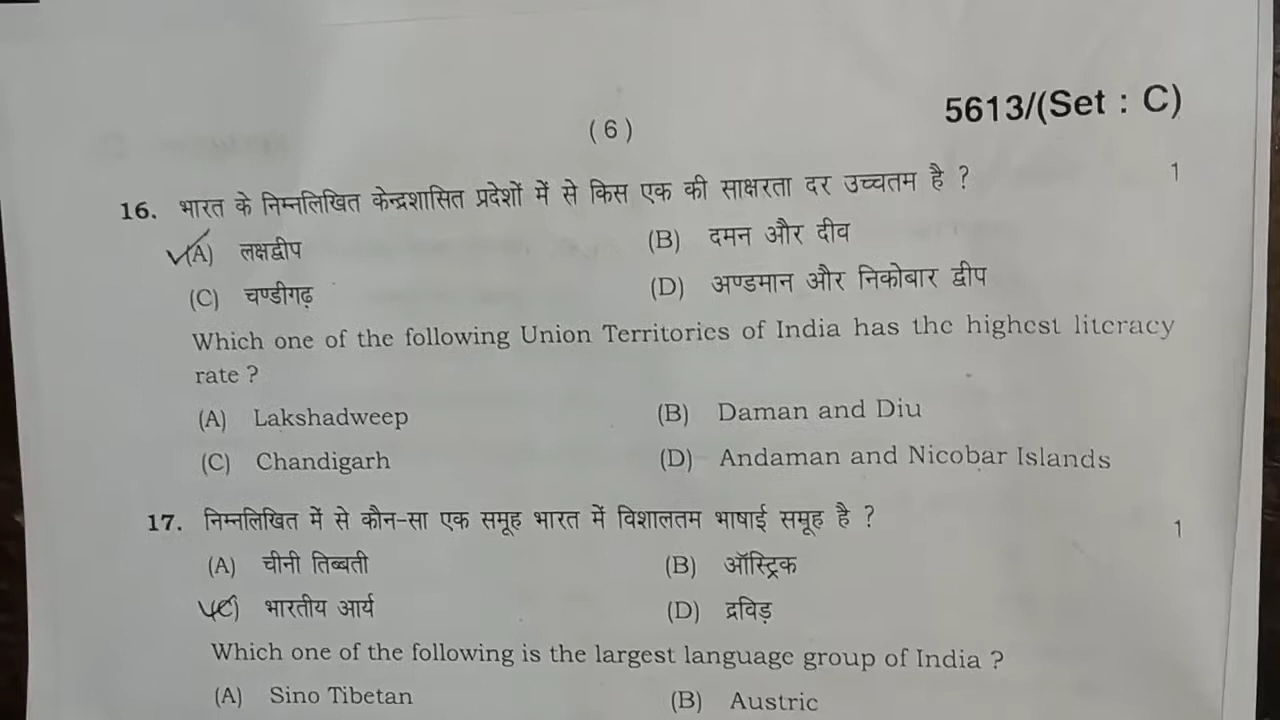 5613/(Set : C)
(6)
16. भारत के निम्नलिखित केन्द्रशासित प्रदेशों में से किस एक की साक्षरता दर उच्चतम है ? 1
(A) लक्षद्वीप (B) दमन और दीव
(C) चण्डीगढ़ (D) अण्डमान और निकोबार द्वीप
Which one of the following Union Territories of India has the highest literacy
rate ?
(A) Lakshadweep (B) Daman and Diu
(C) Chandigarh (D) Andaman and Nicobar Islands
17. निम्नलिखित में से कौन-सा एक समूह भारत में विशालतम भाषाई समूह है ? 1
(A) चीनी तिब्बती (B) ऑस्ट्रिक
(C) भारतीय आर्य (D) द्रविड़
Which one of the following is the largest language group of India ?
(A) Sino Tibetan (B) Austric